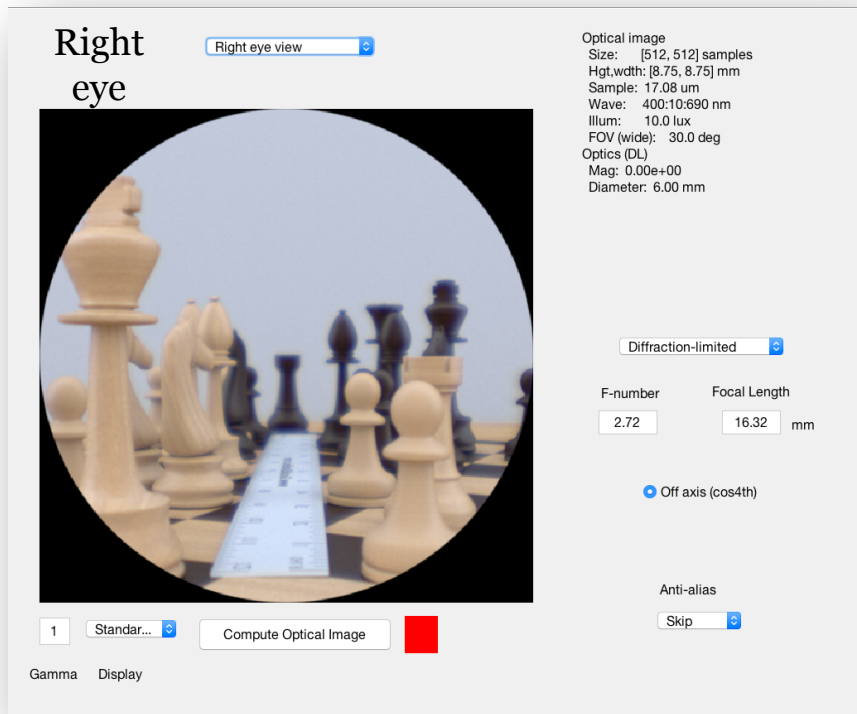 Right
eye
Right eye view
Optical image
Size: [512, 512] samples
Hgt,wdth: [8.75, 8.75] mm
Sample: 17.08 um
Wave: 400:10:690 nm
Illum: 10.0 lux
FOV (wide): 30.0 deg
Optics (DL)
Mag: 0.00e+00
Diameter: 6.00 mm
Diffraction-limited
F-number
Focal Length
2.72
16.32 mm
Off axis (cos4th)
Anti-alias
Skip
1
Standar...
Compute Optical Image
Gamma
Display